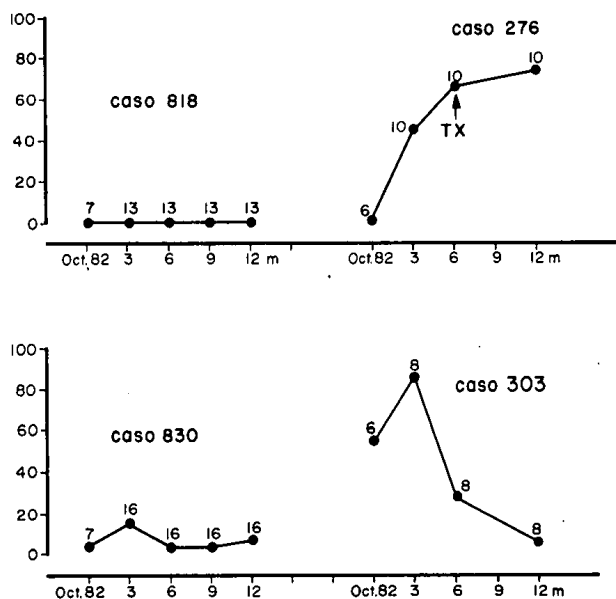 100
80
60
40
20
0
caso 818
7 13 13 13 13
Oct.82 3 6 9 12
caso 276
6 10 10 10
TX
Oct.82 3 6 9 12 m
100
80
60
40
20
0
caso 830
7 16 16 16 16
Oct.82 3 6 9 12
caso 303
6 8 8 8
Oct.82 3 6 9 12 m